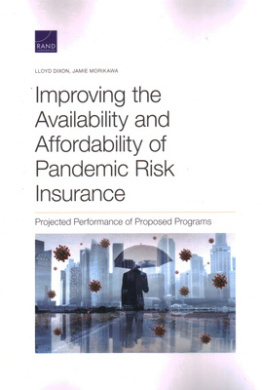 RAND
LLOYD DIXON, JAMIE MORIKAWA
Improving the
Availability and
Affordability of
Pandemic Risk
Insurance
Projected Performance of Proposed Programs